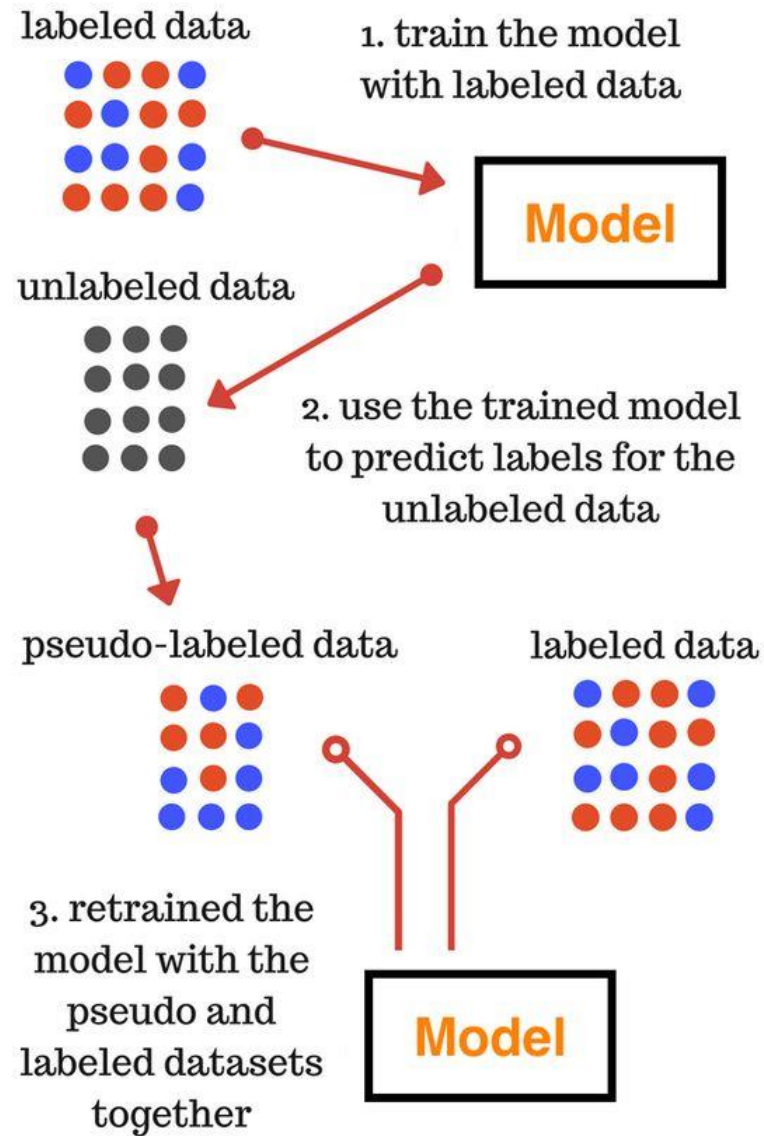 labeled data
1. train the model
with labeled data
Model
unlabeled data
2. use the trained model
to predict labels for the
unlabeled data
pseudo-labeled data
labeled data
3. retrained the
model with the
pseudo and
labeled datasets
together
Model